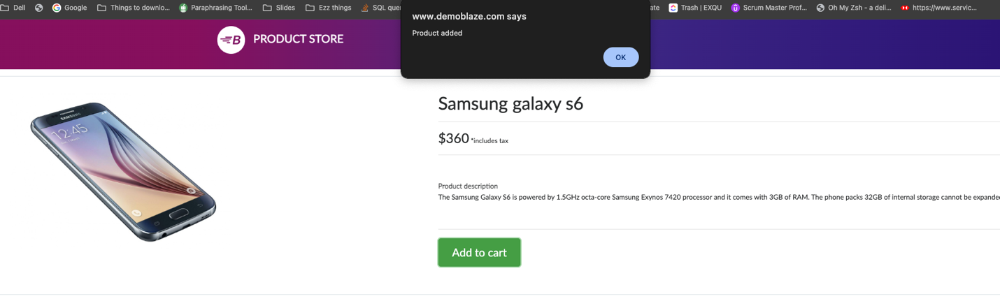 Dell
Google
Things to downlo...
Paraphrasing Tool...
Slides
Ezz things
SQL que
ate
Trash | EXQU
Scrum Master Prof...
Oh My Zsh - a deli...
https://www.servic...
www.demoblaze.com says
Product added
OK
B
PRODUCT STORE
SAMSUNG
12:45
Samsung galaxy s6
$360 *includes tax
Product description
The Samsung Galaxy S6 is powered by 1.5GHz octa-core Samsung Exynos 7420 processor and it comes with 3GB of RAM. The phone packs 32GB of internal storage cannot be expanded
Add to cart